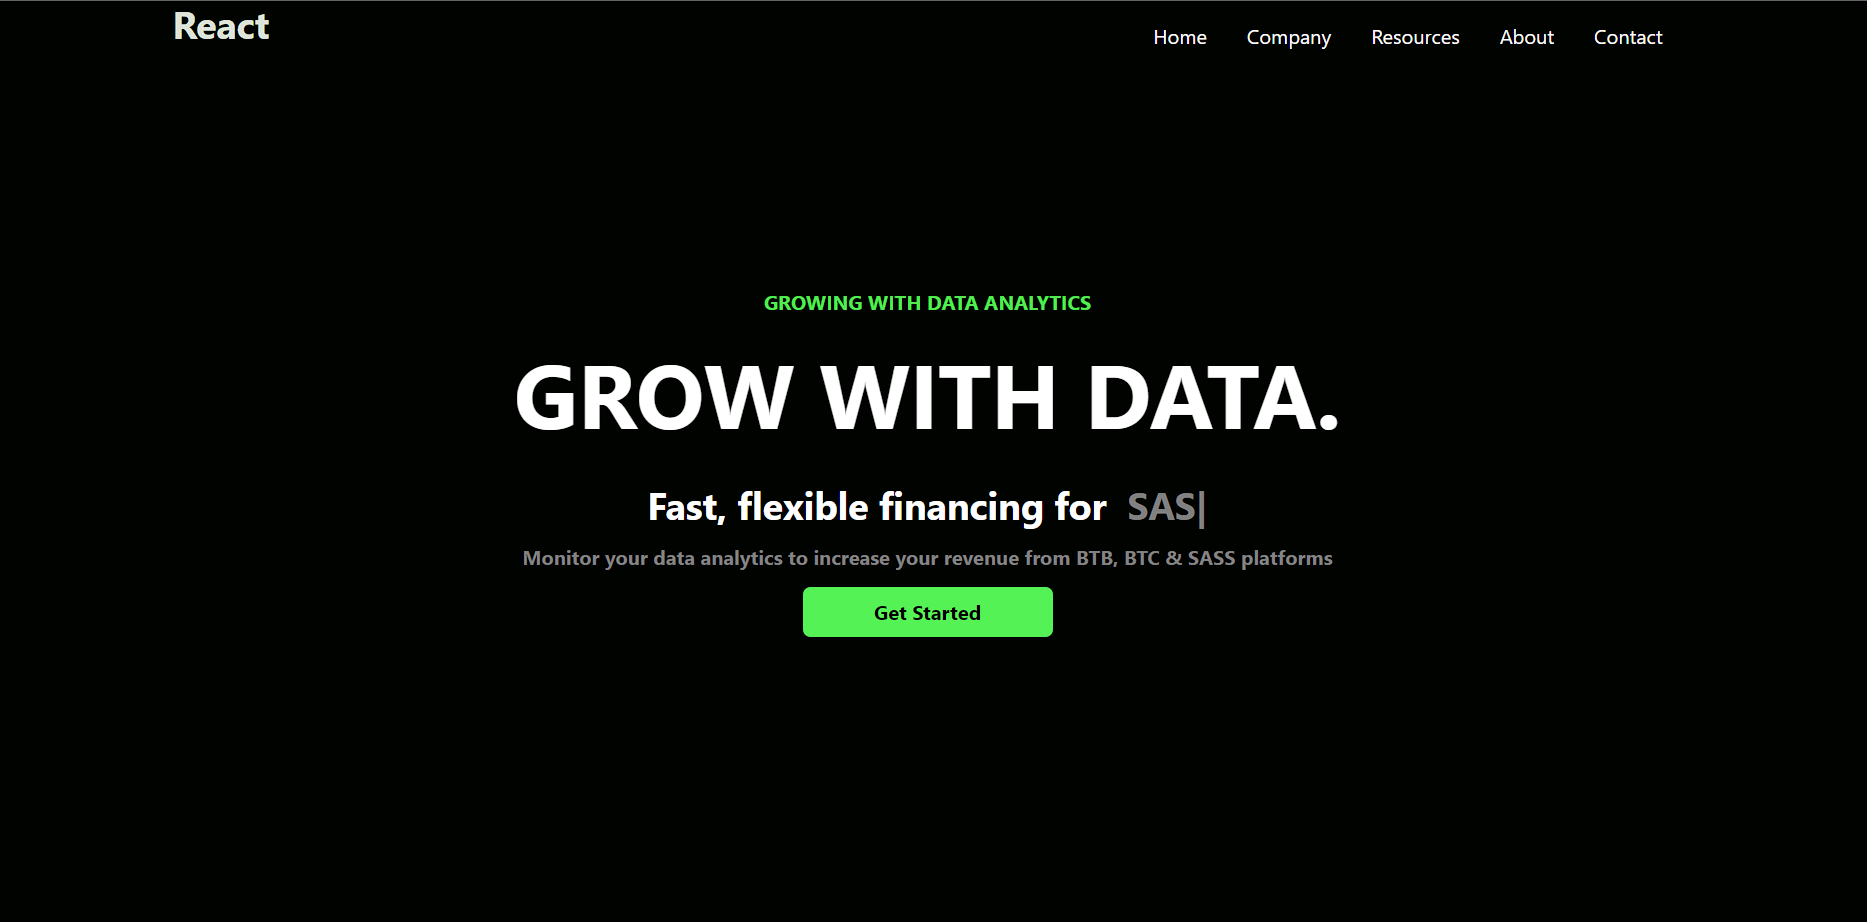 React
Home Company Resources About Contact
GROWING WITH DATA ANALYTICS
GROW WITH DATA.
Fast, flexible financing for SAS|
Monitor your data analytics to increase your revenue from BTB, BTC & SASS platforms
Get Started